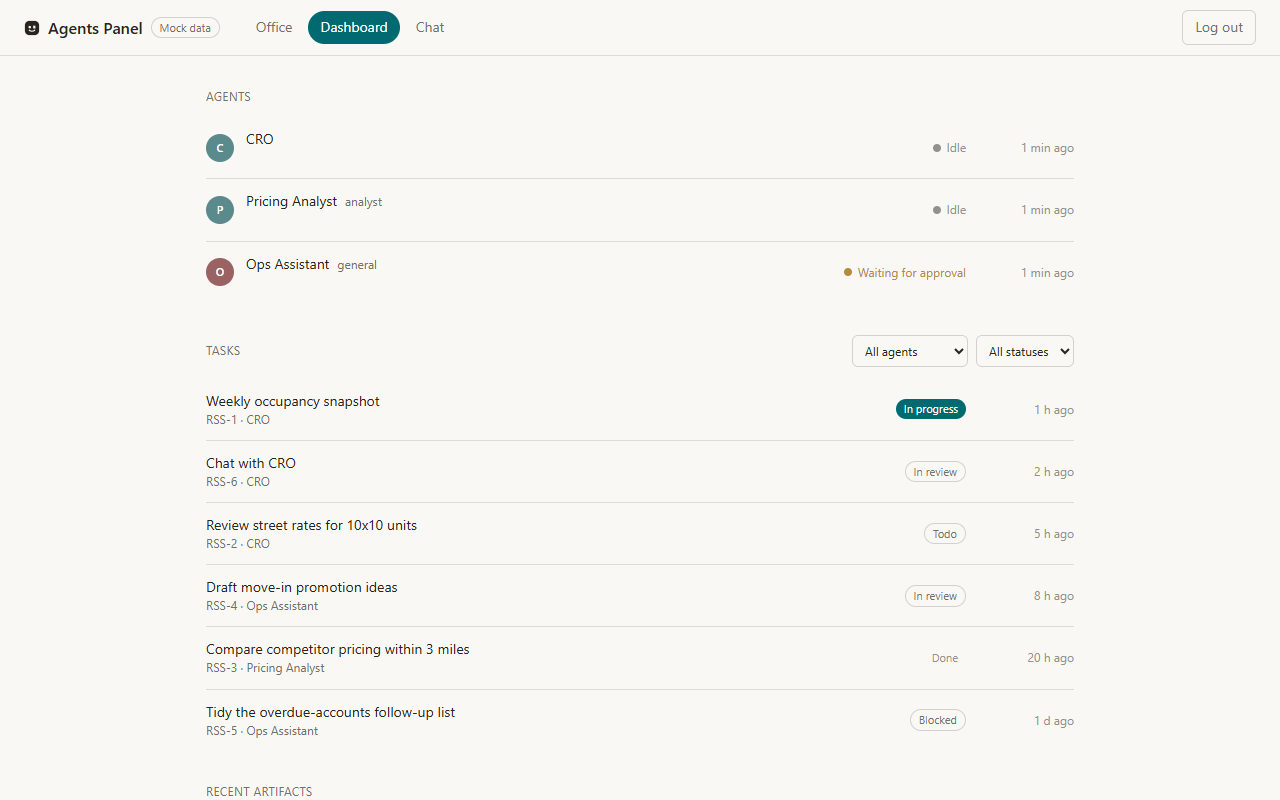 Agents Panel Mock data Office Dashboard Chat Log out
AGENTS
C CRO Idle 1 min ago
P Pricing Analyst analyst Idle 1 min ago
O Ops Assistant general Waiting for approval 1 min ago
TASKS All agents All statuses
Weekly occupancy snapshot In progress 1 h ago
RSS-1 · CRO
Chat with CRO In review 2 h ago
RSS-6 · CRO
Review street rates for 10x10 units Todo 5 h ago
RSS-2 · CRO
Draft move-in promotion ideas In review 8 h ago
RSS-4 · Ops Assistant
Compare competitor pricing within 3 miles Done 20 h ago
RSS-3 · Pricing Analyst
Tidy the overdue-accounts follow-up list Blocked 1 d ago
RSS-5 · Ops Assistant
RECENT ARTIFACTS